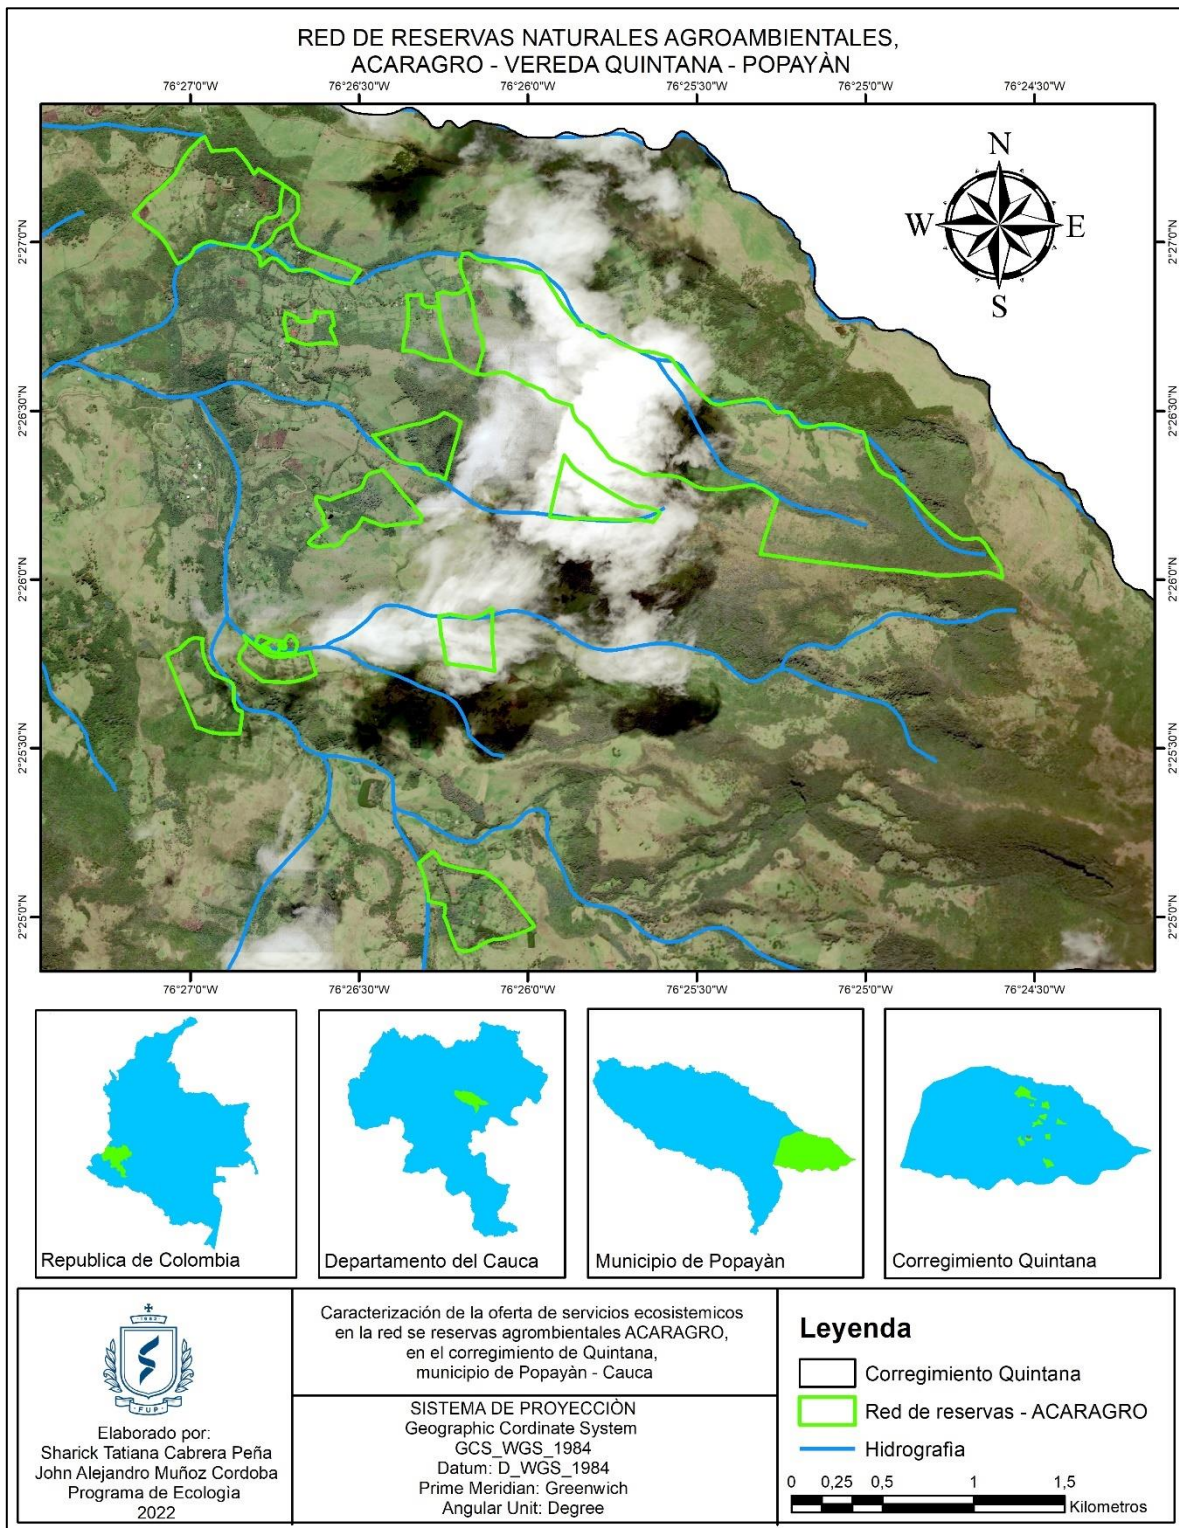 RED DE RESERVAS NATURALES AGROAMBIENTALES,
ACARAGRO - VEREDA QUINTANA - POPAYÀN
76°27'0"W 76°26'30"W 76°26'0"W 76°25'30"W 76°25'0"W 76°24'30"W
N
W E
S
2°27'0"N 2°27'0"N
2°26'30"N 2°26'30"N
2°26'0"N 2°26'0"N
2°25'30"N 2°25'30"N
2°25'0"N 2°25'0"N
76°27'0"W 76°26'30"W 76°26'0"W 76°25'30"W 76°25'0"W 76°24'30"W
Republica de Colombia
Departamento del Cauca
Municipio de Popayàn
Corregimiento Quintana
1982
FUP
Elaborado por:
Sharick Tatiana Cabrera Peña
John Alejandro Muñoz Cordoba
Programa de Ecologia
2022
Caracterización de la oferta de servicios ecosistemicos
en la red se reservas agrombientales ACARAGRO,
en el corregimiento de Quintana,
municipio de Popayàn - Cauca
SISTEMA DE PROYECCIÒN
Geographic Cordinate System
GCS_WGS_1984
Datum: D_WGS_1984
Prime Meridian: Greenwich
Angular Unit: Degree
Leyenda
Corregimiento Quintana
Red de reservas - ACARAGRO
Hidrografia
0 0,25 0,5 1 1,5
Kilometros